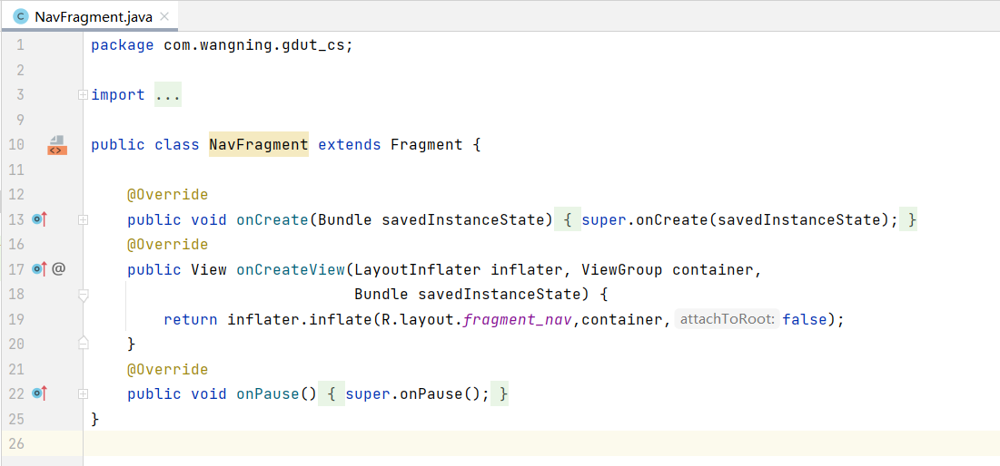 NavFragment.java
1 package com.wangning.gdut_cs;
2
3 import ...
9
10 public class NavFragment extends Fragment {
11
12 @Override
13 public void onCreate(Bundle savedInstanceState) { super.onCreate(savedInstanceState); }
16 @Override
17 @ public View onCreateView(LayoutInflater inflater, ViewGroup container,
18 Bundle savedInstanceState) {
19 return inflater.inflate(R.layout.fragment_nav,container, attachToRoot: false);
20 }
21 @Override
22 public void onPause() { super.onPause(); }
25 }
26